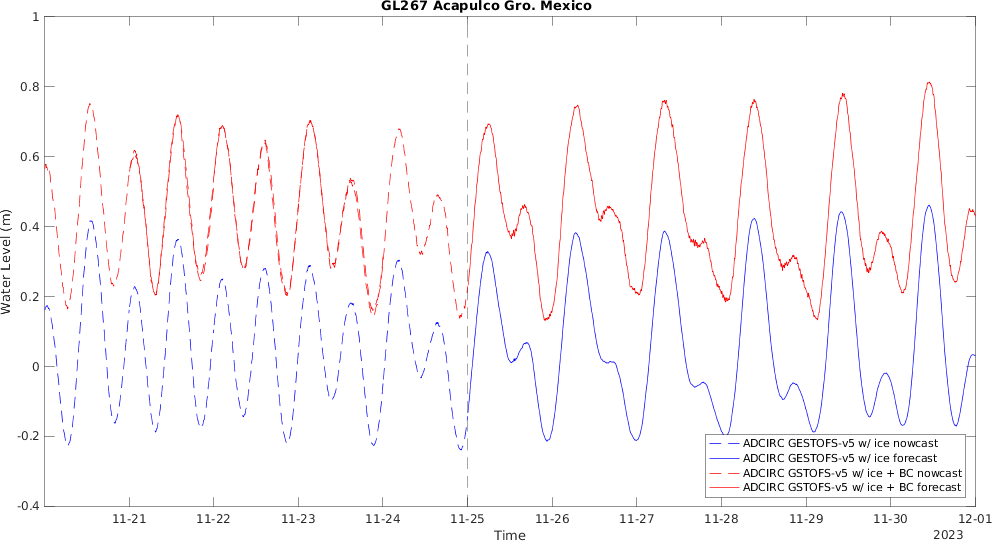 GL267 Acapulco Gro. Mexico
Water Level (m)
1
0.8
0.6
0.4
0.2
0
-0.2
-0.4
11-21
11-22
11-23
11-24
11-25
11-26
11-27
11-28
11-29
11-30
12-01
Time
2023
ADCIRC GESTOFS-v5 w/ ice nowcast
ADCIRC GESTOFS-v5 w/ ice forecast
ADCIRC GSTOFS-v5 w/ ice + BC nowcast
ADCIRC GSTOFS-v5 w/ ice + BC forecast